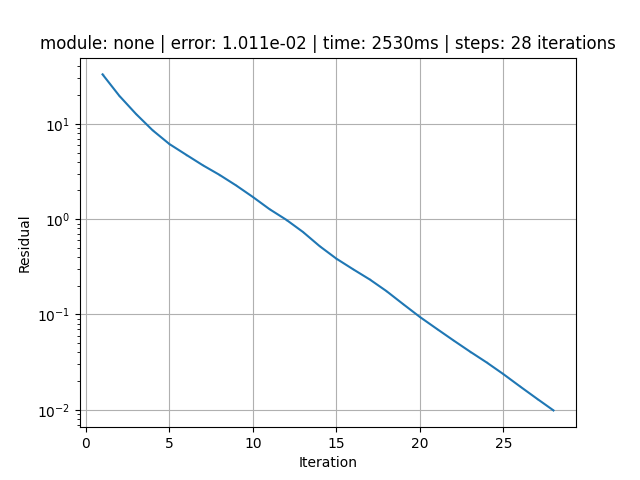 module: none | error: 1.011e-02 | time: 2530ms | steps: 28 iterations
10¹
10⁰
10⁻¹
10⁻²
Residual
0 5 10 15 20 25
Iteration